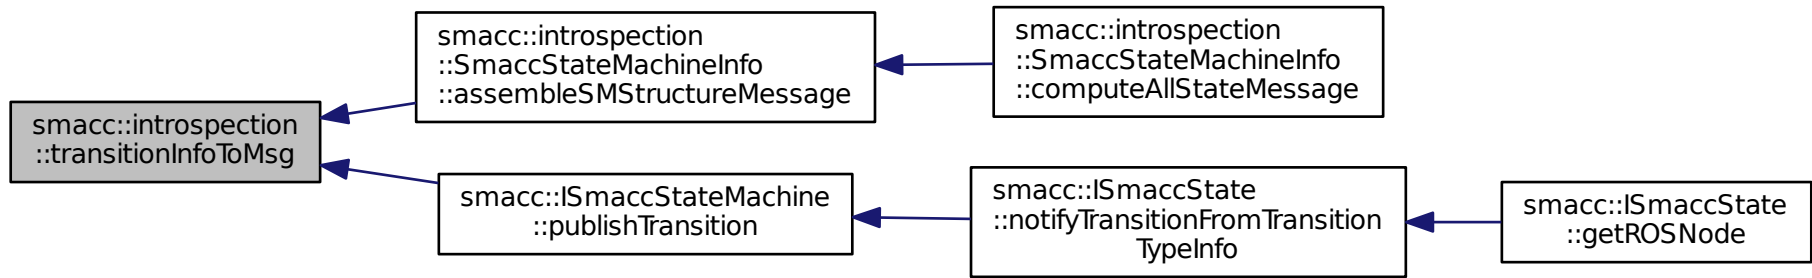 smacc::introspection
::transitionInfoToMsg
smacc::introspection
::SmaccStateMachineInfo
::assembleSMStructureMessage
smacc::introspection
::SmaccStateMachineInfo
::computeAllStateMessage
smacc::ISmaccStateMachine
::publishTransition
smacc::ISmaccState
::notifyTransitionFromTransition
TypeInfo
smacc::ISmaccState
::getROSNode